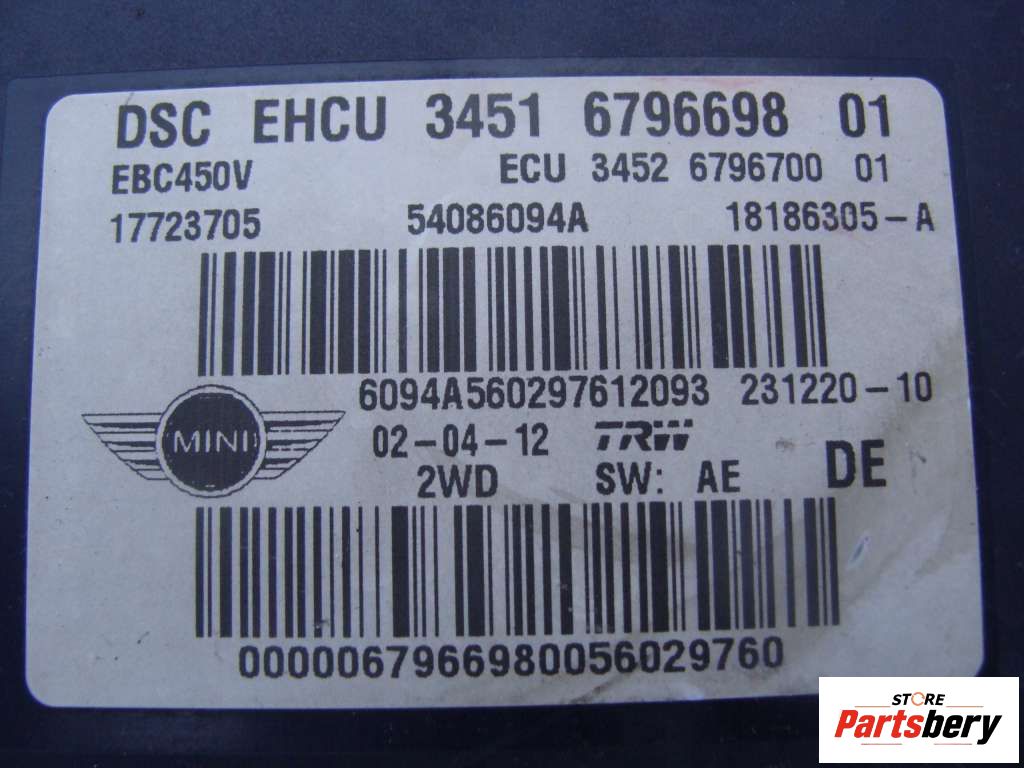 DSC EHCU 3451 6796698 01
EBC450V ECU 3452 6796700 01
17723705 54086094A 18186305-A
6094A560297612093 231220-10
MINI 02-04-12 TRW
2WD SW: AE DE
0000067966980056029760
STORE
Partsbery